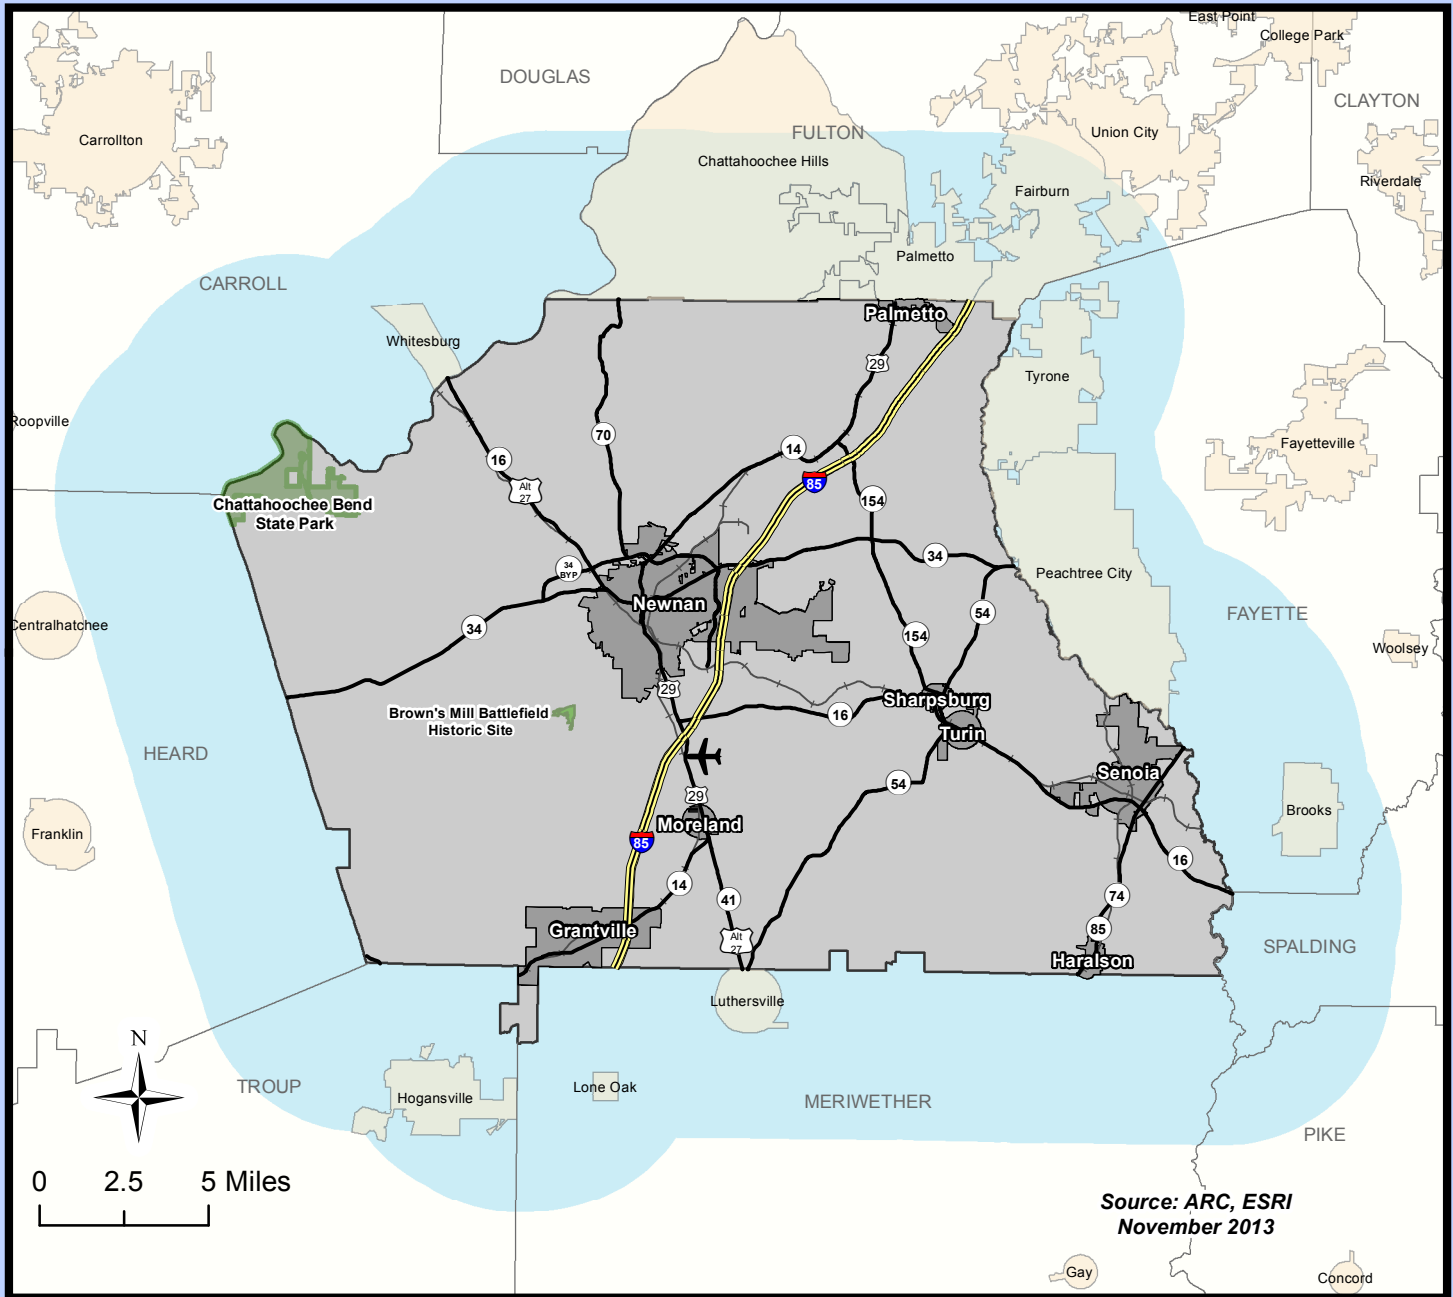 East Point
College Park
DOUGLAS
CLAYTON
Carrollton
FULTON
Union City
Chattahoochee Hills
Riverdale
Fairburn
Palmetto
CARROLL
Palmetto
Whitesburg
29
Tyrone
Roopville
70
14
Fayetteville
16
85
Alt
27
154
Chattahoochee Bend
State Park
34
34
BYP
Peachtree City
Newnan
54
FAYETTE
Centralhatchee
34
154
Woolsey
29
Sharpsburg
Brown's Mill Battlefield
Historic Site
16
Turin
HEARD
Senoia
54
29
Brooks
Moreland
Franklin
85
16
14
74
41
Grantville
85
Alt
27
SPALDING
Haralson
Luthersville
N
TROUP
Lone Oak
Hogansville
MERIWETHER
PIKE
0 2.5 5 Miles
Source: ARC, ESRI
November 2013
Gay
Concord